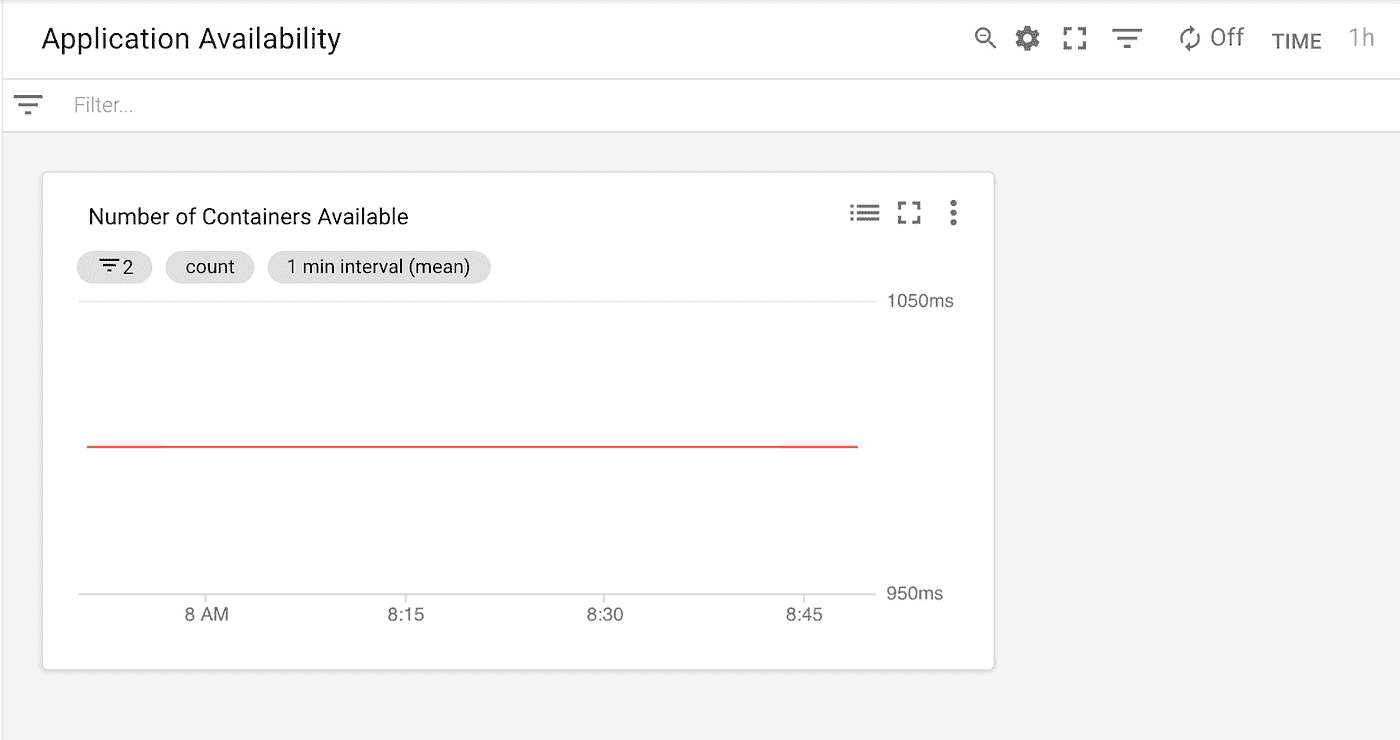 Application Availability Off TIME 1h
Filter...
Number of Containers Available
2 count 1 min interval (mean)
1050ms
950ms
8 AM 8:15 8:30 8:45